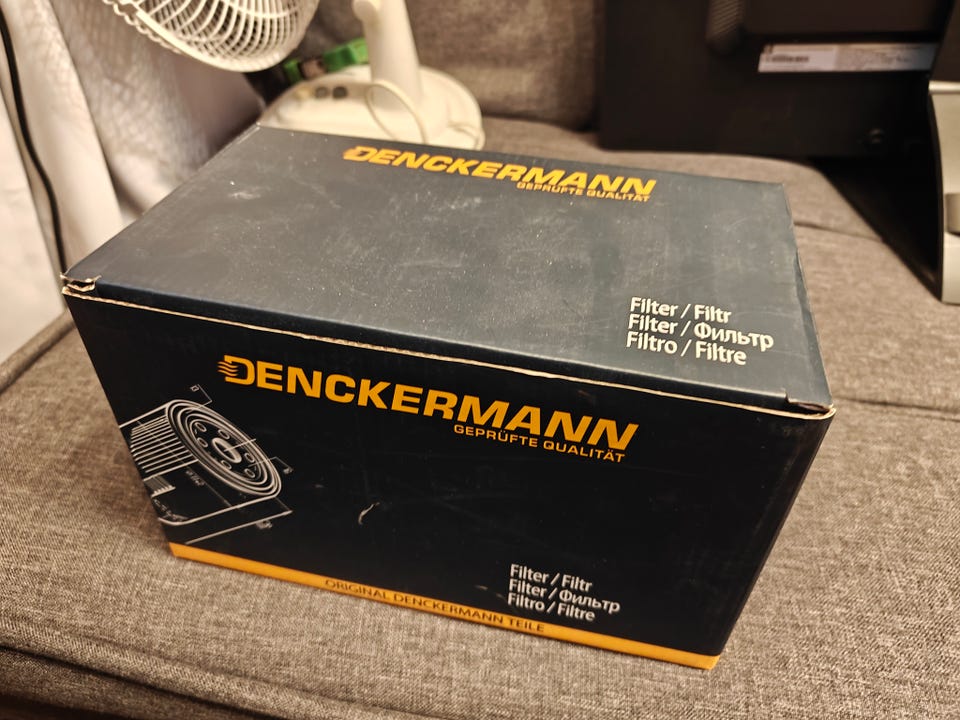 DENCKERMANN
GEPRÜFTE QUALITÄT
Filter / Filtr
Filter / Фильтр
Filtro / Filtre
DENCKERMANN
GEPRÜFTE QUALITÄT
Filter / Filtr
Filter / Фильтр
Filtro / Filtre
ORIGINAL DENCKERMANN TEILE